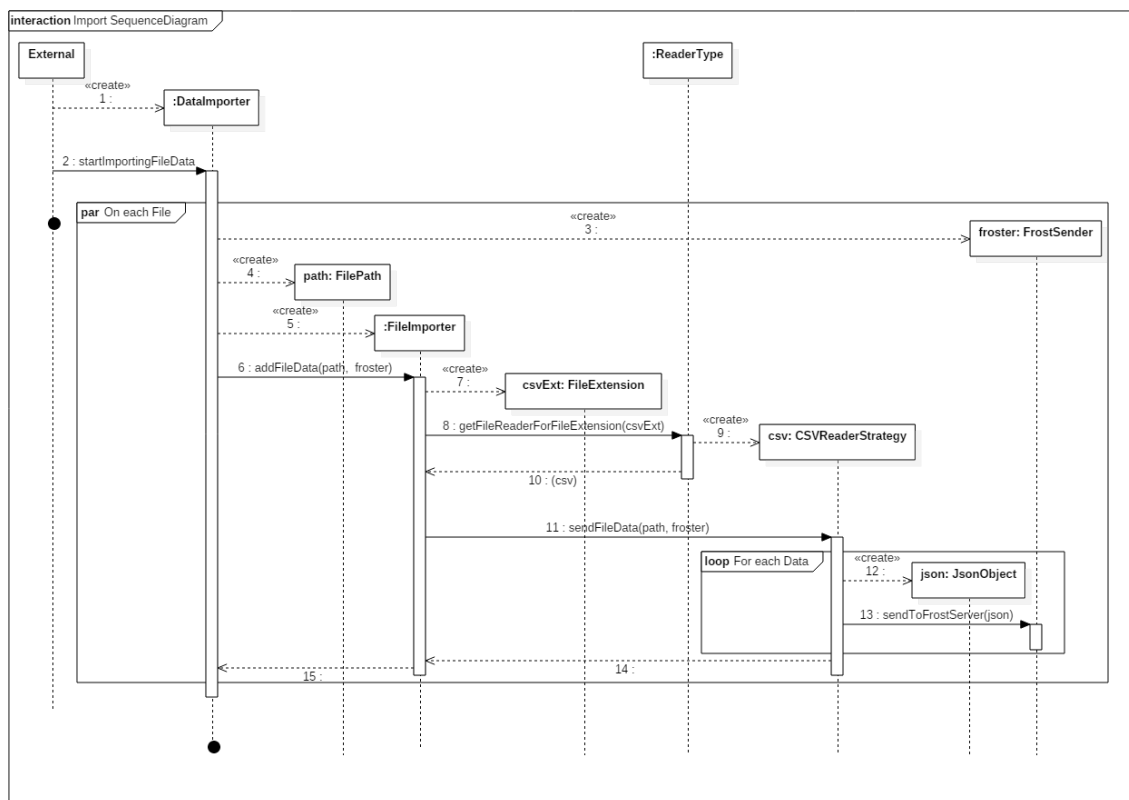 interaction Import SequenceDiagram
External
:ReaderType
«create»
1 :
:DataImporter
2 : startImportingFileData
par On each File
«create»
3 :
froster: FrostSender
«create»
4 :
path: FilePath
«create»
5 :
:FileImporter
6 : addFileData(path, froster)
«create»
7 :
csvExt: FileExtension
8 : getFileReaderForFileExtension(csvExt)
«create»
9 :
csv: CSVReaderStrategy
10 : (csv)
11 : sendFileData(path, froster)
loop For each Data
«create»
12 :
json: JsonObject
13 : sendToFrostServer(json)
14 :
15 :